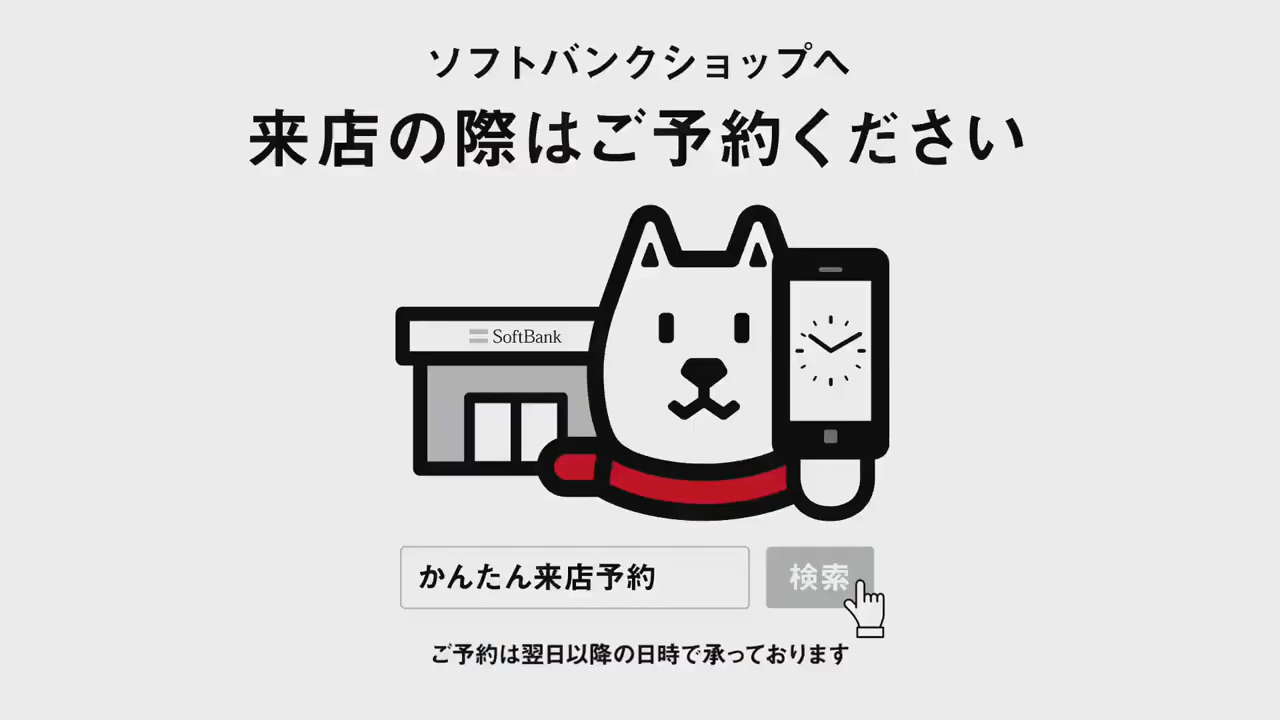 ソフトバンクショップへ
来店の際はご予約ください
SoftBank
かんたん来店予約
検索
ご予約は翌日以降の日時で承っております